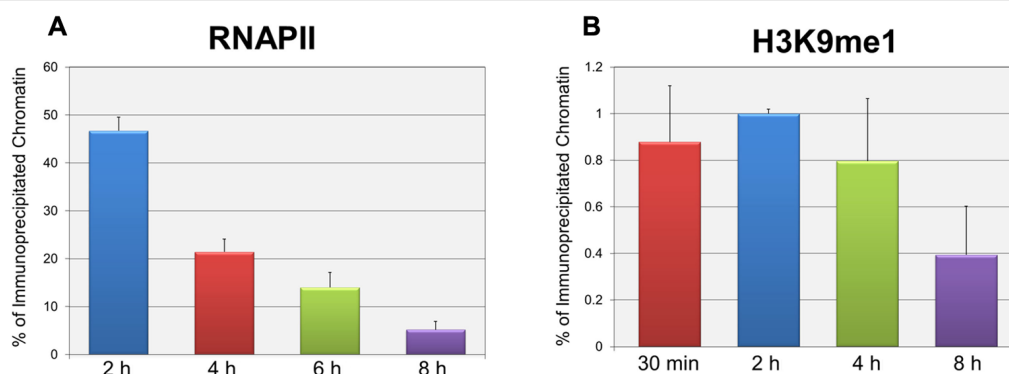 A
RNAPII
% of Immunoprecipitated Chromatin
60
50
40
30
20
10
0
2 h
4 h
6 h
8 h
B
H3K9me1
% of Immunoprecipitated Chromatin
1.2
1
0.8
0.6
0.4
0.2
0
30 min
2 h
4 h
8 h